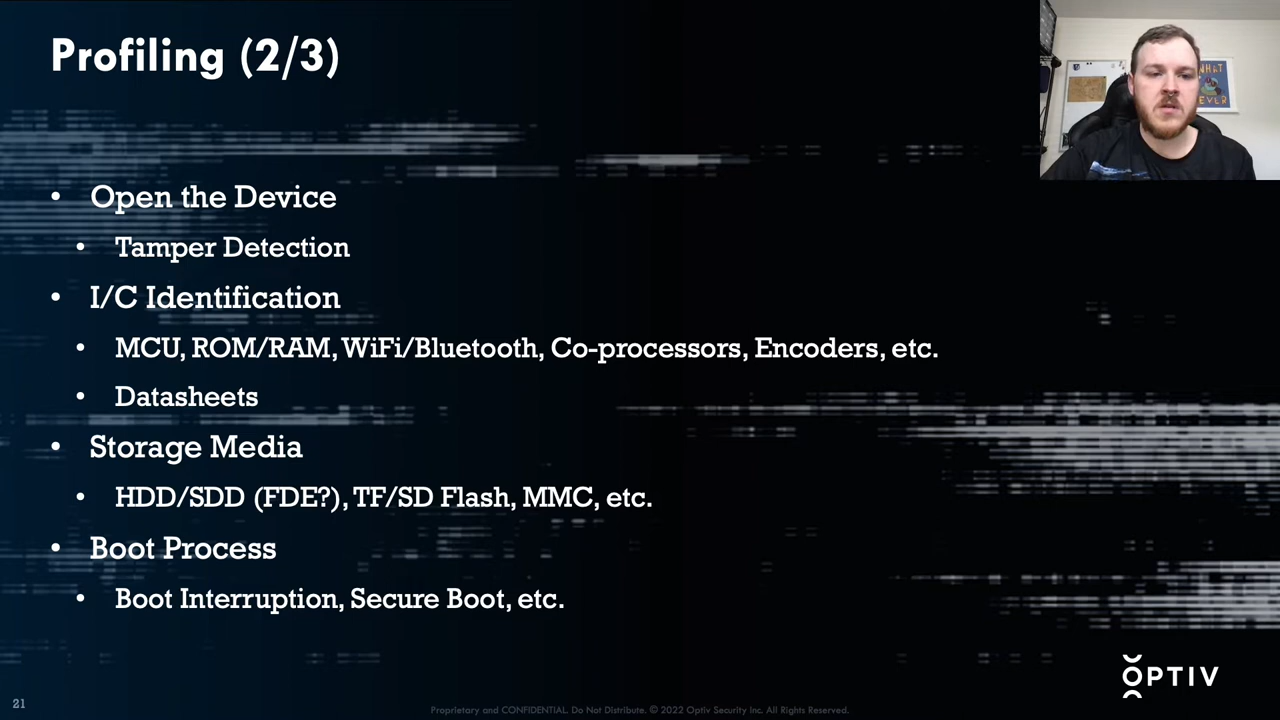 Profiling (2/3)
WHAT
EVER
• Open the Device
• Tamper Detection
• I/C Identification
• MCU, ROM/RAM, WiFi/Bluetooth, Co-processors, Encoders, etc.
• Datasheets
• Storage Media
• HDD/SDD (FDE?), TF/SD Flash, MMC, etc.
• Boot Process
• Boot Interruption, Secure Boot, etc.
OPTIV
21
Proprietary and CONFIDENTIAL. Do Not Distribute. © 2022 Optiv Security Inc. All Rights Reserved.